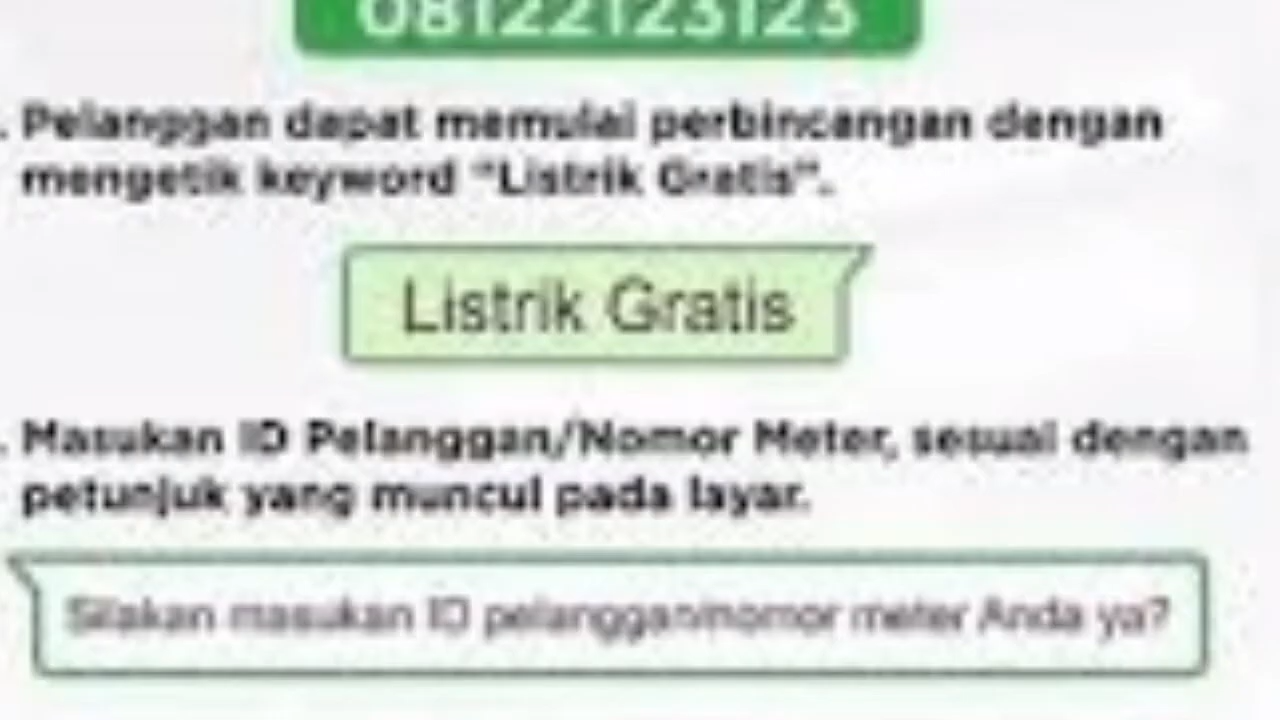 08122123123
. Pelanggan dapat memulai perbincangan dengan
mengetik keyword "Listrik Gratis".
Listrik Gratis
. Masukan ID Pelanggan/Nomor Meter, sesuai dengan
petunjuk yang muncul pada layar.
Silakan masukan ID pelanggan/nomor meter Anda ya?